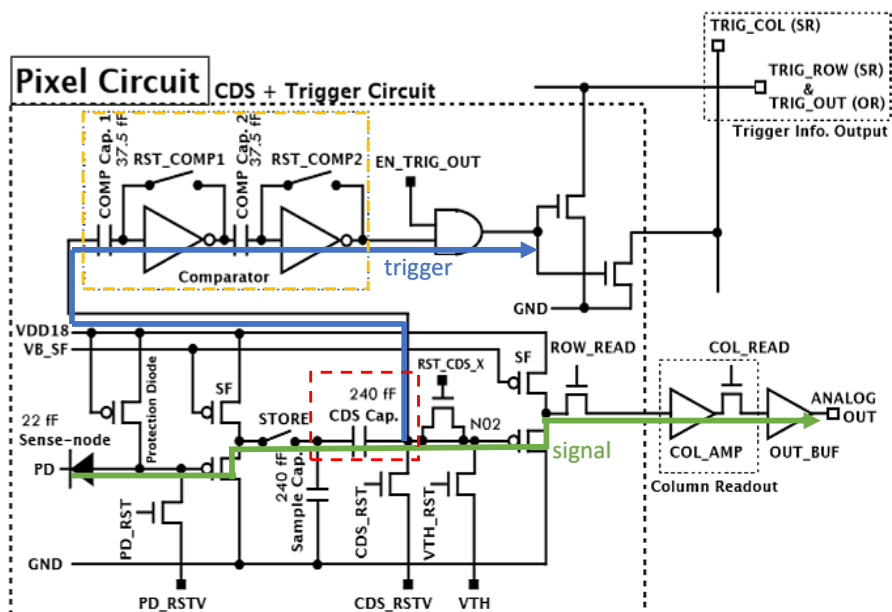 TRIG_COL (SR)
Pixel Circuit
CDS + Trigger Circuit
TRIG_ROW (SR)
&
TRIG_OUT (OR)
Trigger Info. Output
COMP Cap. 1
37.5 fF
RST_COMP1
COMP Cap. 2
37.5 fF
RST_COMP2
EN_TRIG_OUT
Comparator
trigger
GND
VDD18
VB_SF
SF
RST_CDS_X
SF
ROW_READ
COL_READ
22 fF
Sense-node
Protection Diode
STORE
240 fF
CDS Cap.
N02
ANALOG
OUT
PD
signal
COL_AMP
OUT_BUF
Column Readout
PD_RST
240 fF
Sample Cap.
CDS_RST
VTH_RST
GND
PD_RSTV
CDS_RSTV
VTH